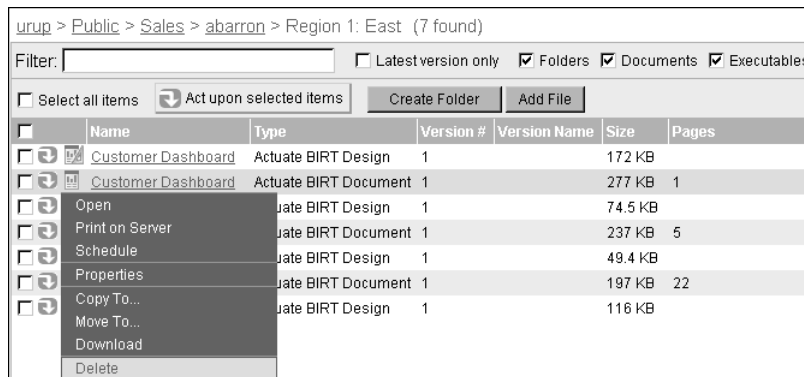 urup > Public > Sales > abarron > Region 1: East (7 found)
Filter: Latest version only Folders Documents Executables
Select all items Act upon selected items Create Folder Add File
Name Type Version # Version Name Size Pages
Customer Dashboard Actuate BIRT Design 1 172 KB
Customer Dashboard Actuate BIRT Document 1 277 KB 1
Open uate BIRT Design 1 74.5 KB
Print on Server uate BIRT Document 1 237 KB 5
Schedule uate BIRT Design 1 49.4 KB
Properties uate BIRT Document 1 197 KB 22
Copy To... uate BIRT Design 1 116 KB
Move To...
Download
Delete